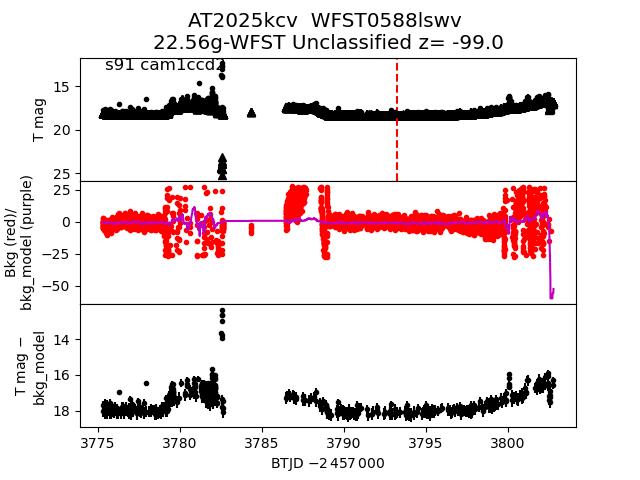 AT2025kcv  WFST0588lswv
22.56g-WFST Unclassified z= -99.0
s91 cam1ccd2
15
20
25
T mag
25
0
−25
−50
Bkg (red)/
bkg_model (purple)
14
16
18
T mag −
bkg_model
3775
3780
3785
3790
3795
3800
BTJD −2 457 000